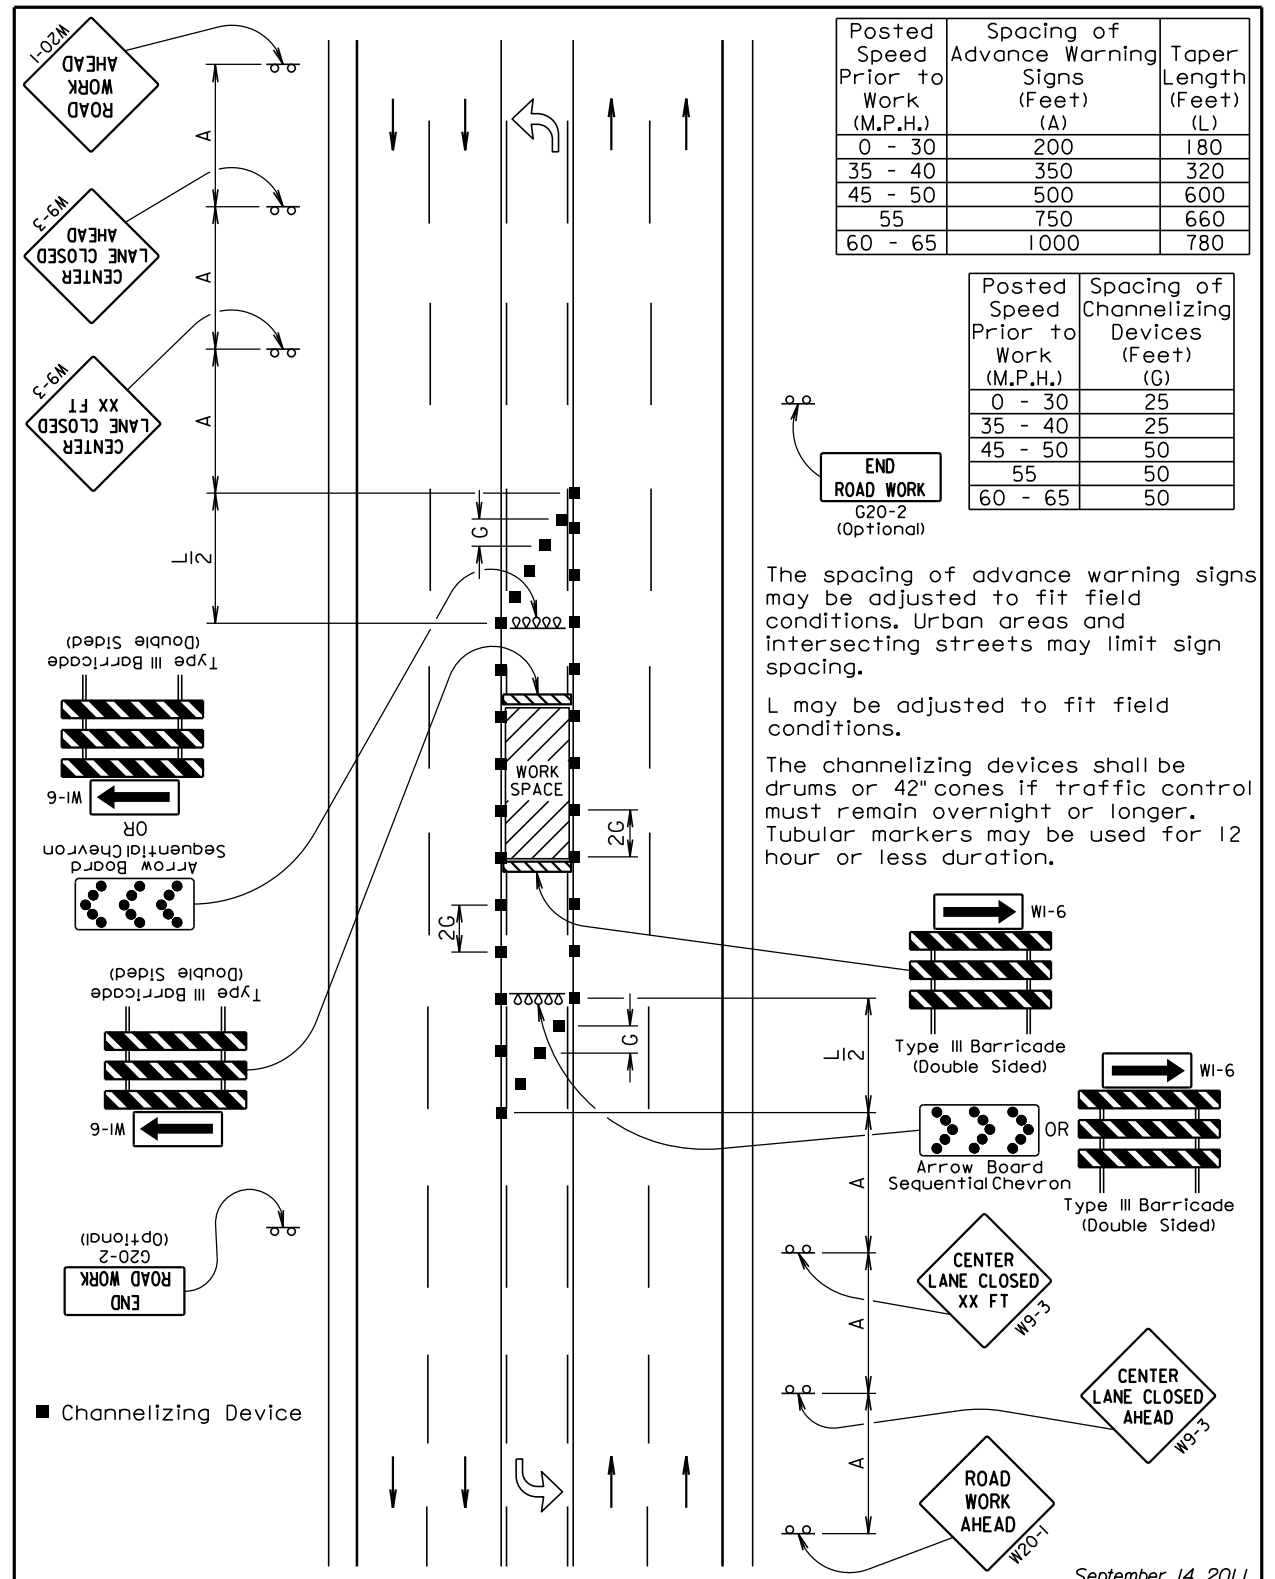 Posted Speed Prior to Work (M.P.H.)
Spacing of Advance Warning Signs (Feet) (A)
Taper Length (Feet) (L)
0 - 30 200 180
35 - 40 350 320
45 - 50 500 600
55 750 660
60 - 65 1000 780
Posted Speed Prior to Work (M.P.H.)
Spacing of Channelizing Devices (Feet) (G)
0 - 30 25
35 - 40 25
45 - 50 50
55 50
60 - 65 50
W20-1
ROAD
WORK
AHEAD
A
W9-3
CENTER
LANE CLOSED
AHEAD
A
W9-3
CENTER
LANE CLOSED
XX FT
A
L/2
G
END
ROAD WORK
G20-2
(Optional)
The spacing of advance warning signs
may be adjusted to fit field
conditions. Urban areas and
intersecting streets may limit sign
spacing.
L may be adjusted to fit field
conditions.
The channelizing devices shall be
drums or 42" cones if traffic control
must remain overnight or longer.
Tubular markers may be used for 12
hour or less duration.
Type III Barricade
(Double Sided)
W1-6
OR
Arrow Board
Sequential Chevron
WORK
SPACE
2G
2G
Type III Barricade
(Double Sided)
W1-6
W1-6
Type III Barricade
(Double Sided)
G
L/2
W1-6
OR
Arrow Board
Sequential Chevron
Type III Barricade
(Double Sided)
A
G20-2
(Optional)
END
ROAD WORK
CENTER
LANE CLOSED
XX FT
W9-3
A
CENTER
LANE CLOSED
AHEAD
W9-3
■ Channelizing Device
A
ROAD
WORK
AHEAD
W20-1
September 14, 2011